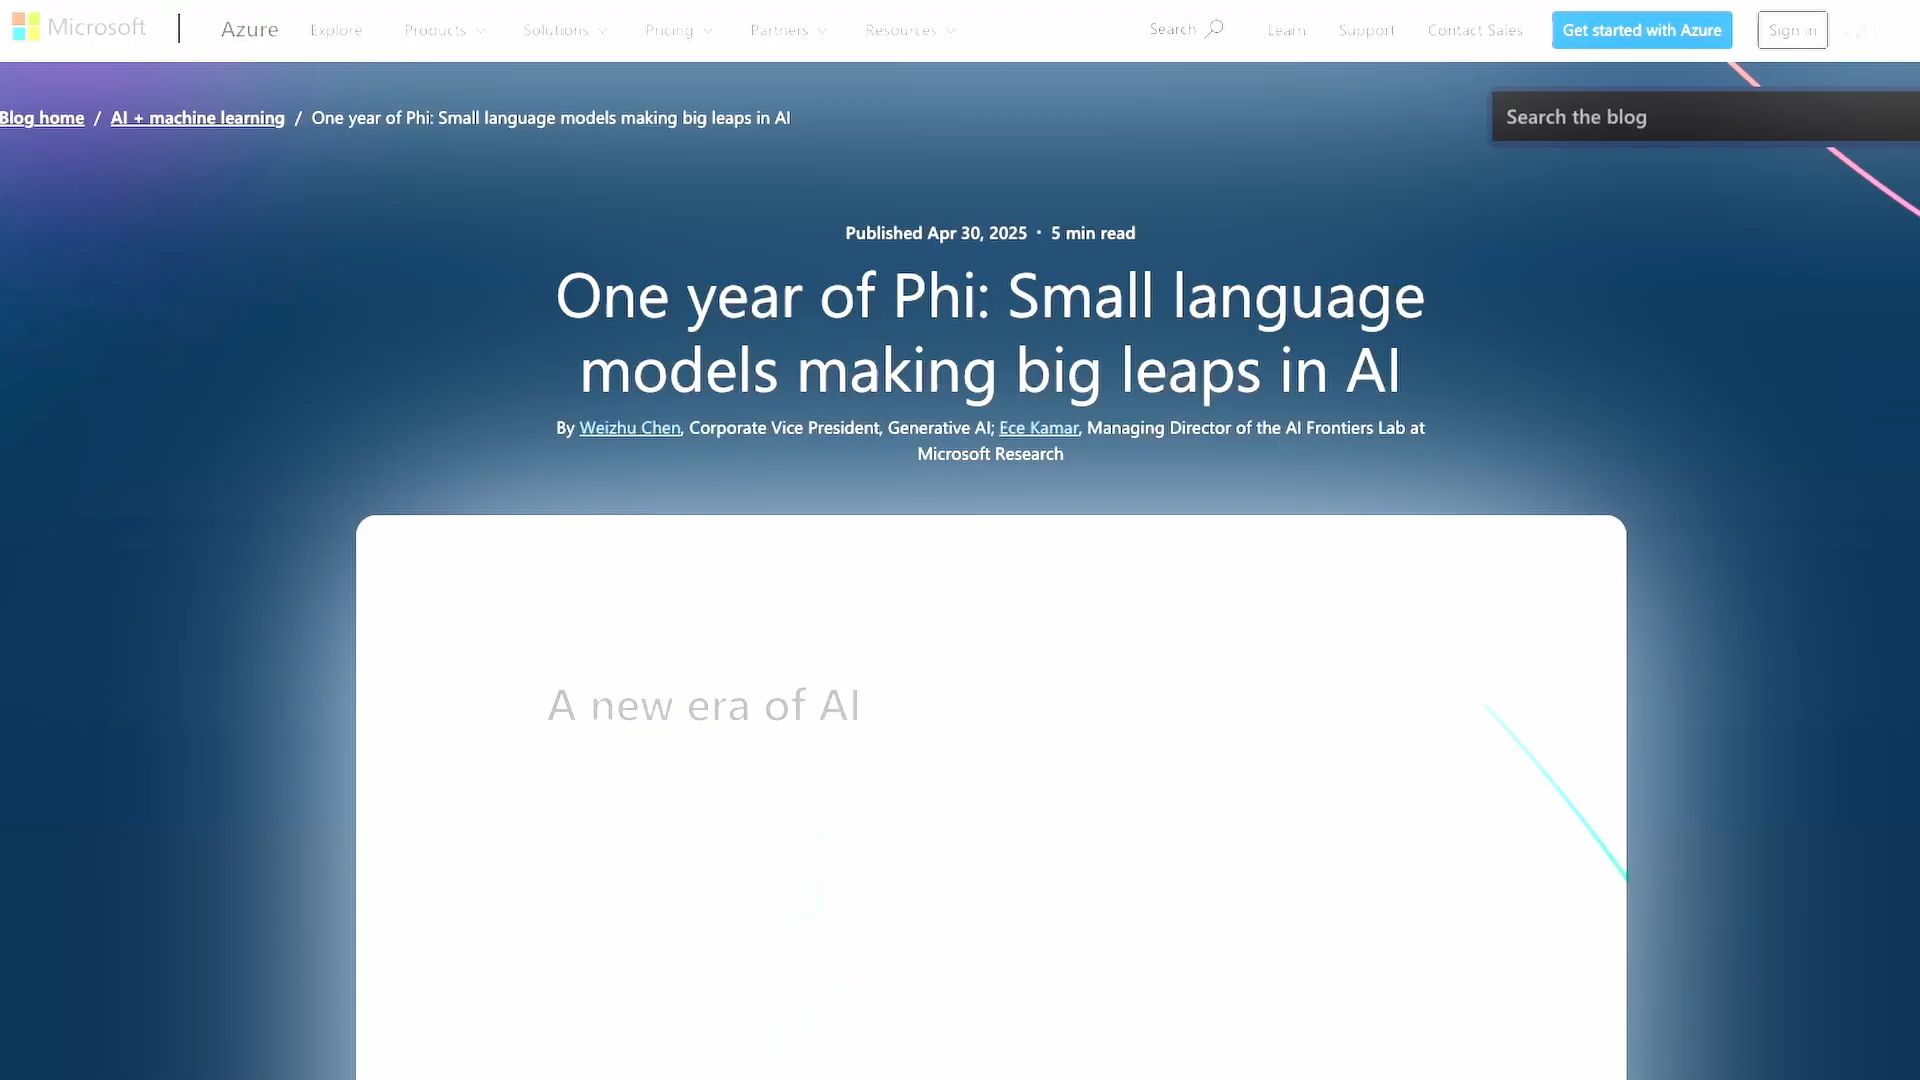 Microsoft
Azure Explore Products Solutions Pricing Partners Resources Search Learn Support Contact Sales Get started with Azure Sign in
Blog home / AI + machine learning / One year of Phi: Small language models making big leaps in AI
Search the blog
Published Apr 30, 2025 · 5 min read
One year of Phi: Small language
models making big leaps in AI
By Weizhu Chen, Corporate Vice President, Generative AI; Ece Kamar, Managing Director of the AI Frontiers Lab at
Microsoft Research
A new era of AI